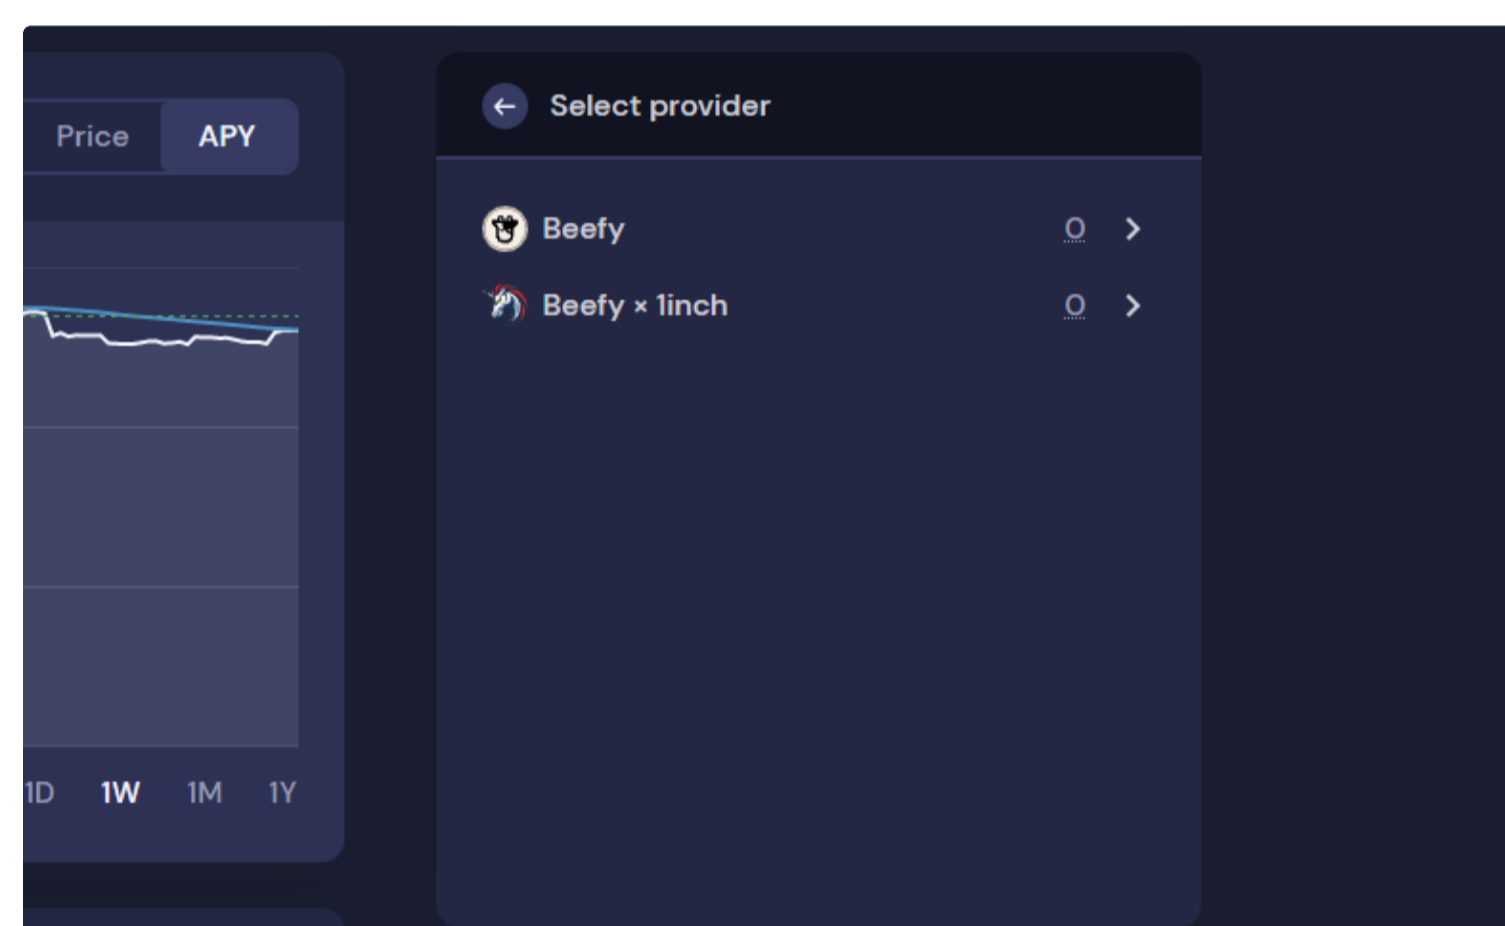 Price APY
1D 1W 1M 1Y
Select provider
Beefy 0
Beefy × 1inch 0